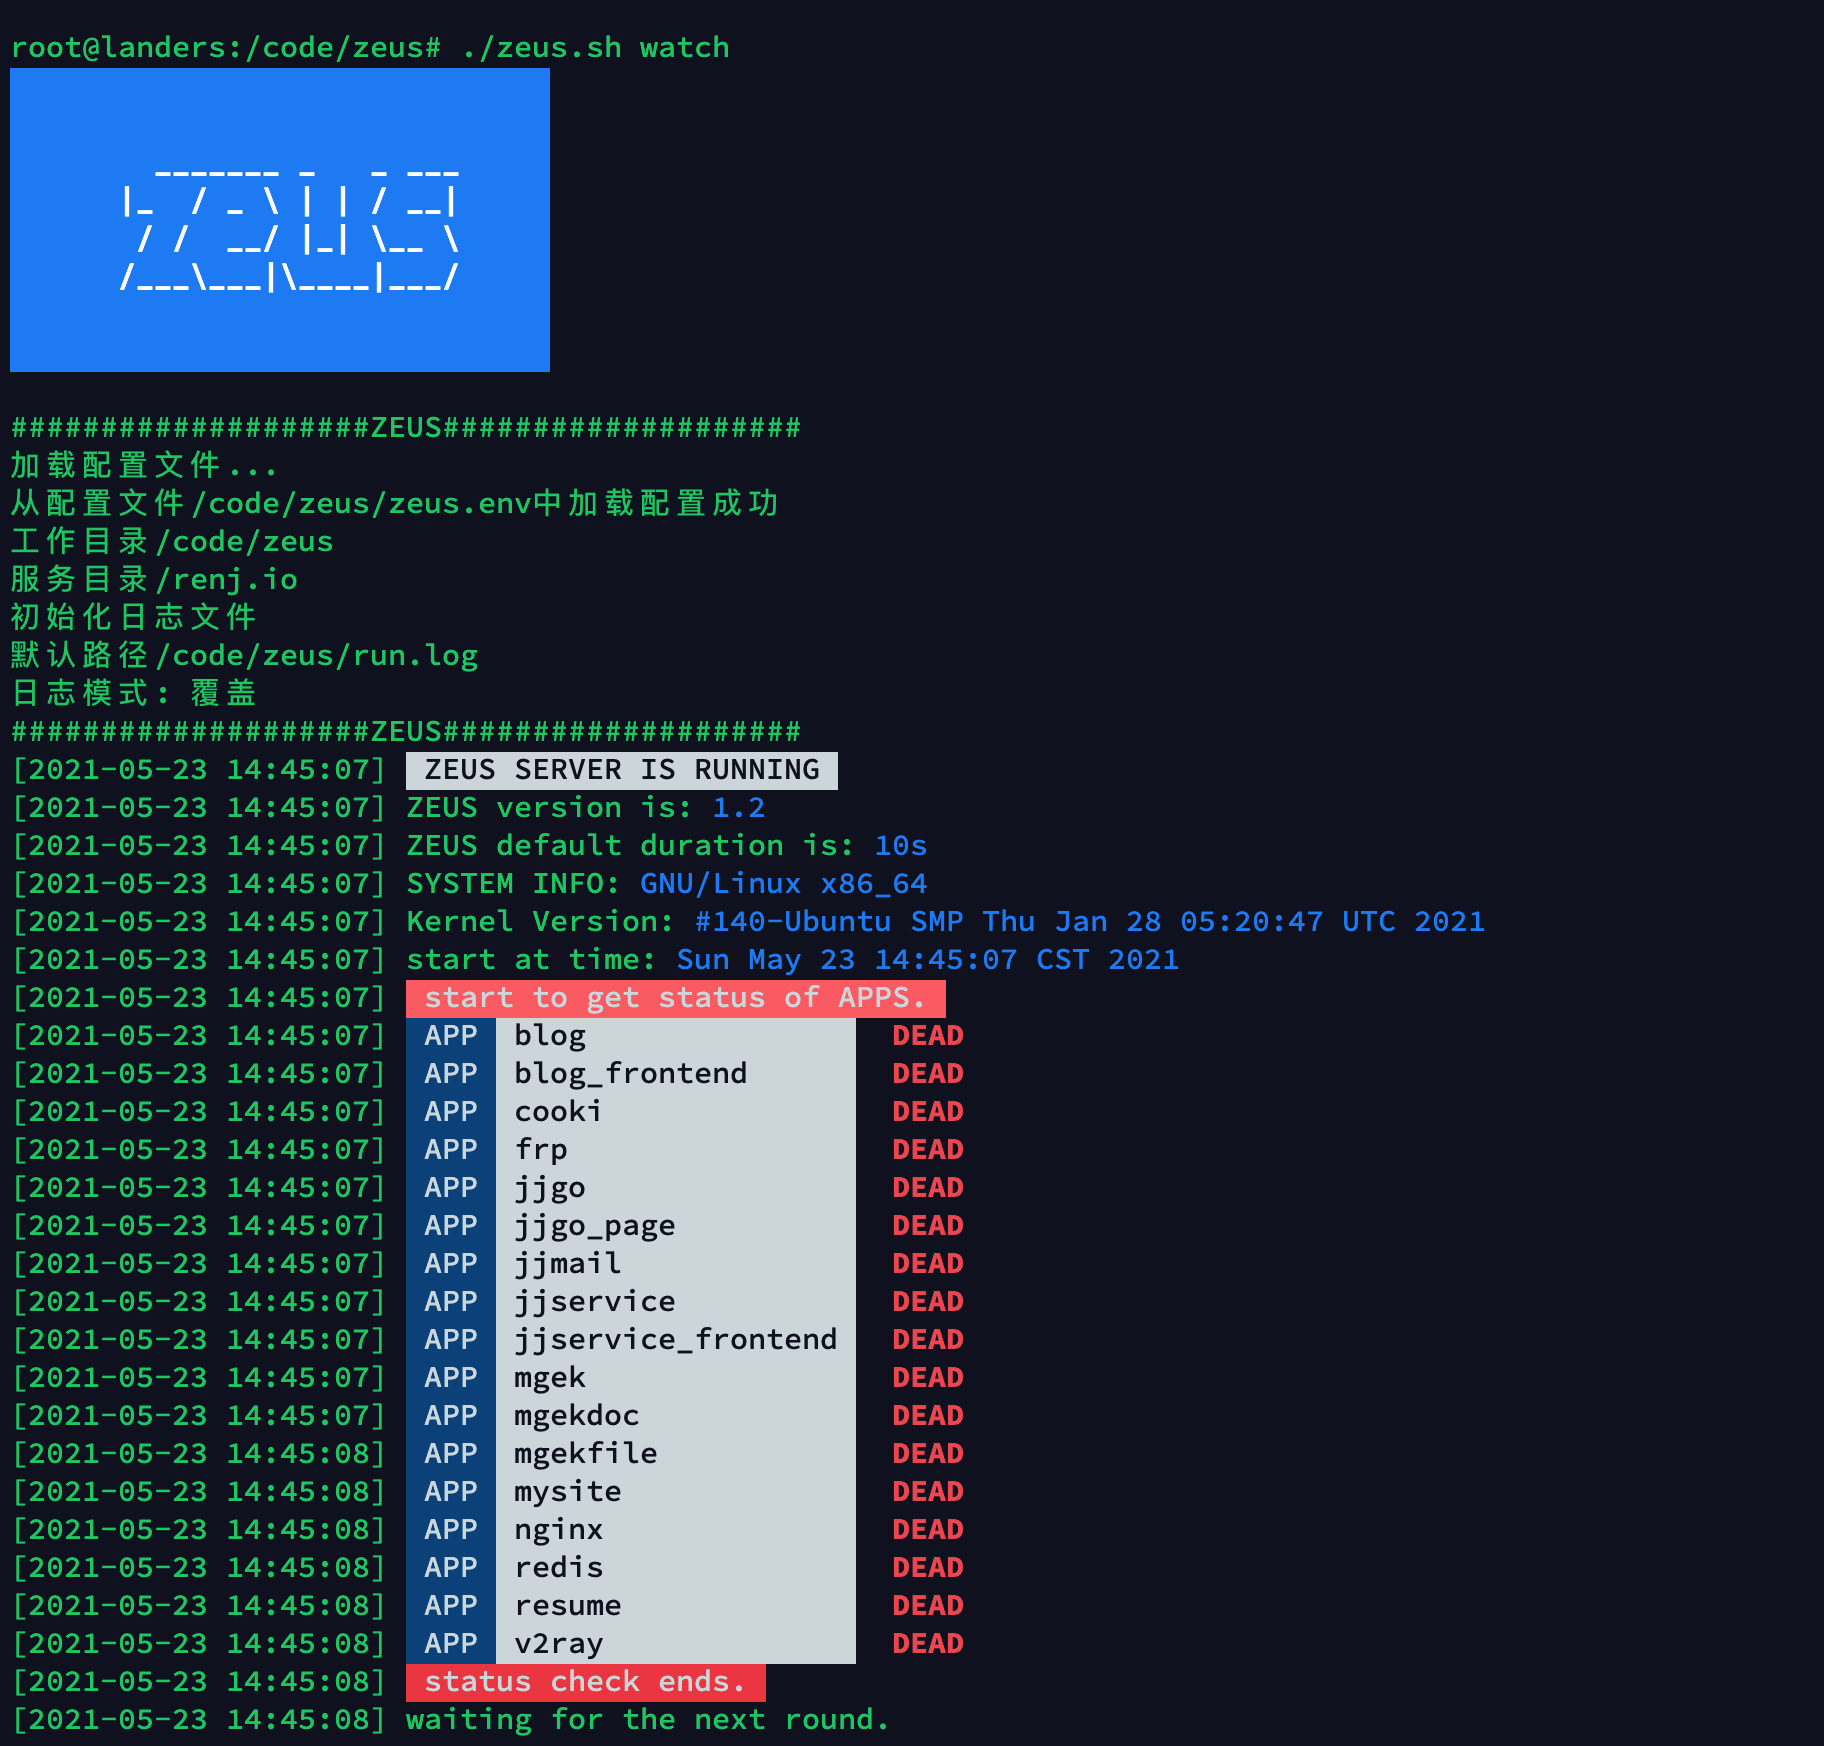 root@landers:/code/zeus# ./zeus.sh watch
  _______ _   _ ___
|_  / _ \ | | / __|
 / /  __/ |_| \__ \
/___\___|\____|___/
####################ZEUS####################
加载配置文件...
从配置文件/code/zeus/zeus.env中加载配置成功
工作目录/code/zeus
服务目录/renj.io
初始化日志文件
默认路径/code/zeus/run.log
日志模式: 覆盖
####################ZEUS####################
[2021-05-23 14:45:07] ZEUS SERVER IS RUNNING
[2021-05-23 14:45:07] ZEUS version is: 1.2
[2021-05-23 14:45:07] ZEUS default duration is: 10s
[2021-05-23 14:45:07] SYSTEM INFO: GNU/Linux x86_64
[2021-05-23 14:45:07] Kernel Version: #140-Ubuntu SMP Thu Jan 28 05:20:47 UTC 2021
[2021-05-23 14:45:07] start at time: Sun May 23 14:45:07 CST 2021
[2021-05-23 14:45:07] start to get status of APPS.
[2021-05-23 14:45:07] APP blog DEAD
[2021-05-23 14:45:07] APP blog_frontend DEAD
[2021-05-23 14:45:07] APP cooki DEAD
[2021-05-23 14:45:07] APP frp DEAD
[2021-05-23 14:45:07] APP jjgo DEAD
[2021-05-23 14:45:07] APP jjgo_page DEAD
[2021-05-23 14:45:07] APP jjmail DEAD
[2021-05-23 14:45:07] APP jjservice DEAD
[2021-05-23 14:45:07] APP jjservice_frontend DEAD
[2021-05-23 14:45:07] APP mgek DEAD
[2021-05-23 14:45:07] APP mgekdoc DEAD
[2021-05-23 14:45:08] APP mgekfile DEAD
[2021-05-23 14:45:08] APP mysite DEAD
[2021-05-23 14:45:08] APP nginx DEAD
[2021-05-23 14:45:08] APP redis DEAD
[2021-05-23 14:45:08] APP resume DEAD
[2021-05-23 14:45:08] APP v2ray DEAD
[2021-05-23 14:45:08] status check ends.
[2021-05-23 14:45:08] waiting for the next round.